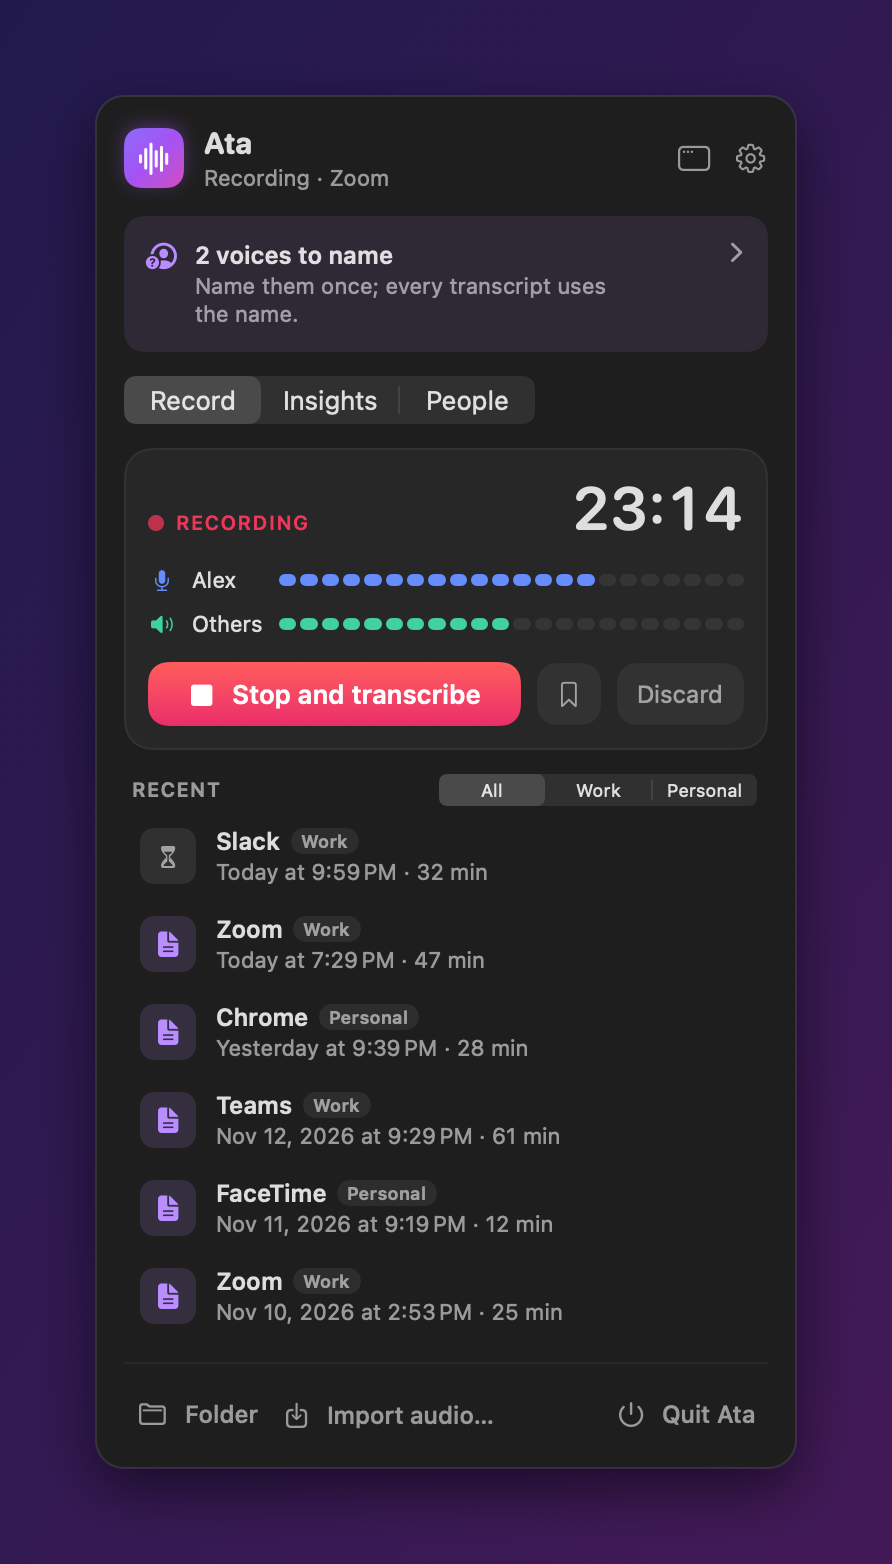 Ata
Recording · Zoom
2 voices to name
Name them once; every transcript uses
the name.
Record Insights People
RECORDING 23:14
Alex
Others
Stop and transcribe Discard
RECENT All Work Personal
Slack Work
Today at 9:59 PM · 32 min
Zoom Work
Today at 7:29 PM · 47 min
Chrome Personal
Yesterday at 9:39 PM · 28 min
Teams Work
Nov 12, 2026 at 9:29 PM · 61 min
FaceTime Personal
Nov 11, 2026 at 9:19 PM · 12 min
Zoom Work
Nov 10, 2026 at 2:53 PM · 25 min
Folder Import audio... Quit Ata